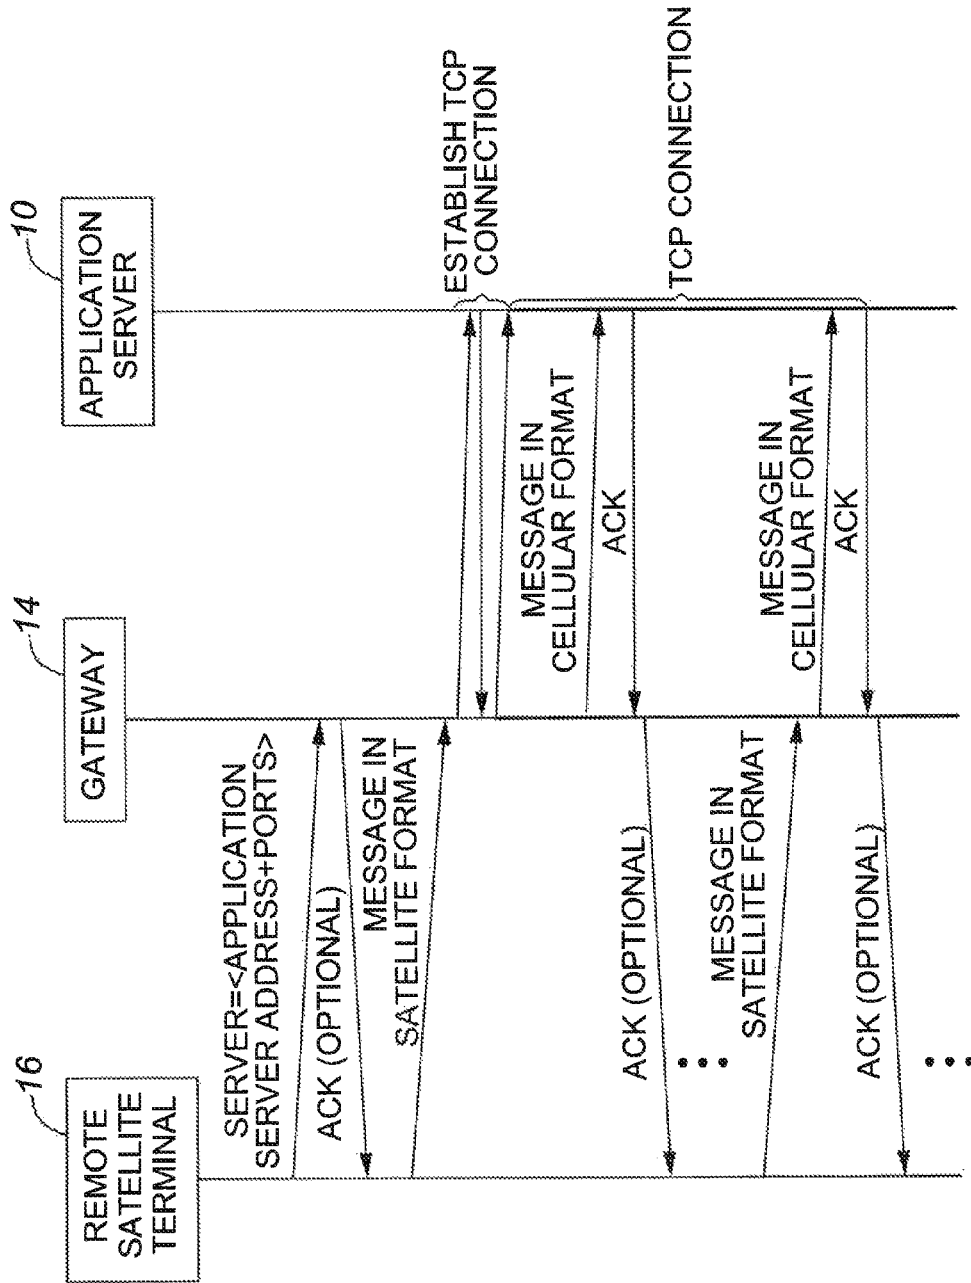 16
REMOTE
SATELLITE
TERMINAL
14
GATEWAY
10
APPLICATION
SERVER
SERVER=<APPLICATION
SERVER ADDRESS+PORTS>
ACK (OPTIONAL)
MESSAGE IN
SATELLITE FORMAT
ESTABLISH TCP
CONNECTION
MESSAGE IN
CELLULAR FORMAT
ACK
TCP CONNECTION
ACK (OPTIONAL)
MESSAGE IN
SATELLITE FORMAT
MESSAGE IN
CELLULAR FORMAT
ACK
ACK (OPTIONAL)